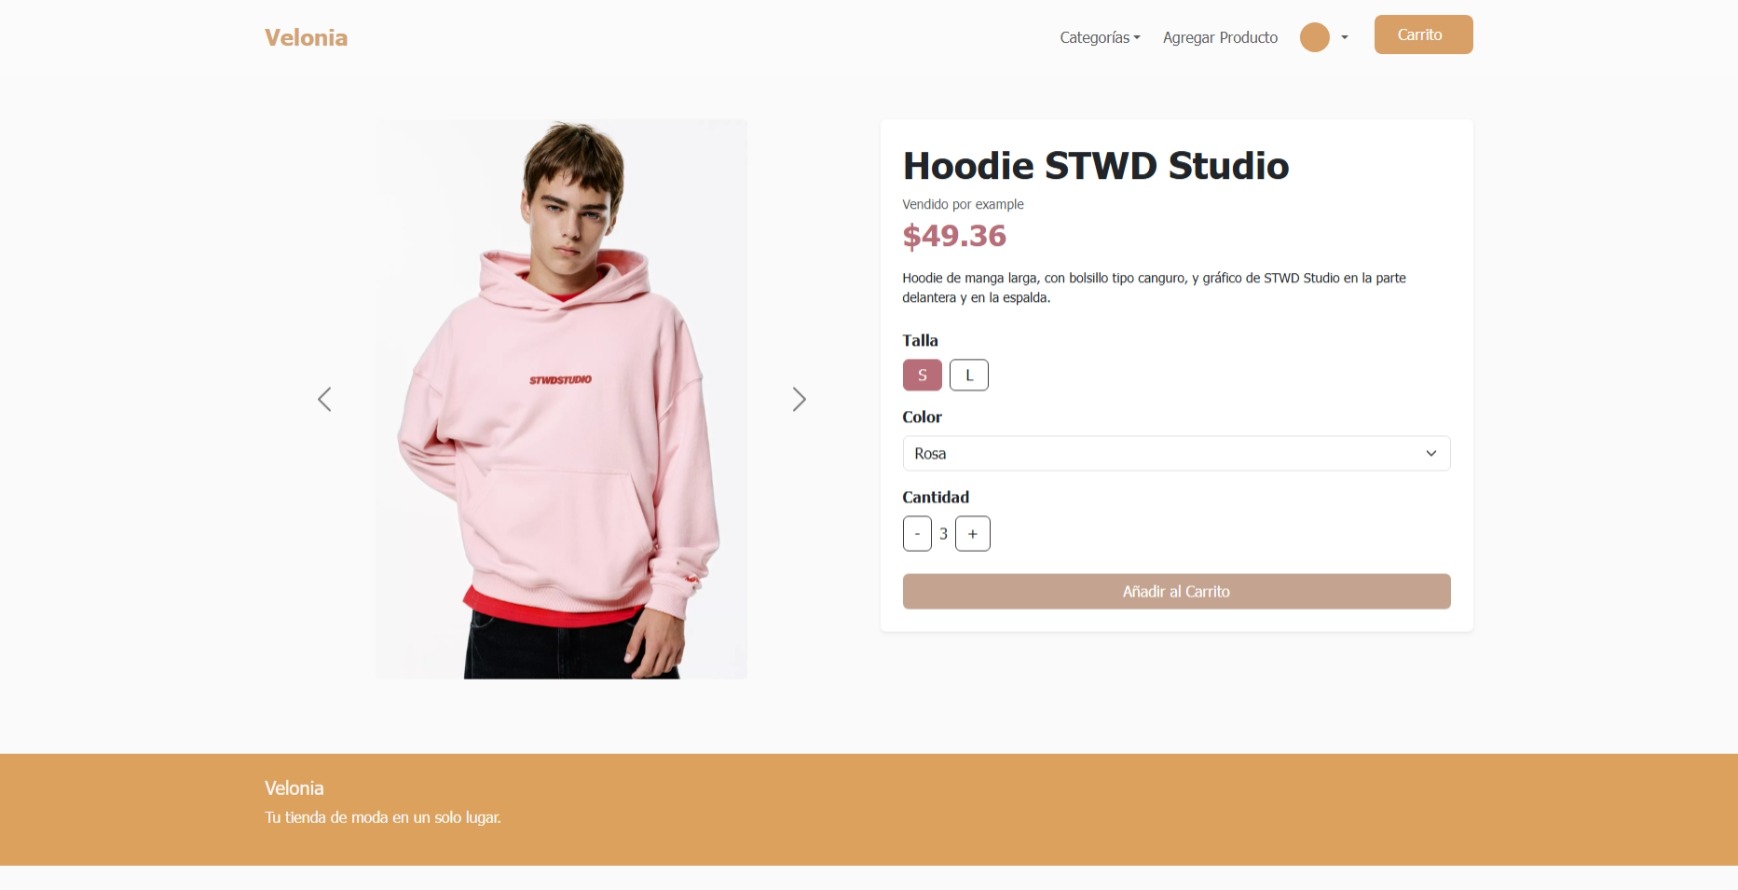 Velonia
Categorías
Agregar Producto
Carrito
STWDSTUDIO
Hoodie STWD Studio
Vendido por example
$49.36
Hoodie de manga larga, con bolsillo tipo canguro, y gráfico de STWD Studio en la parte
delantera y en la espalda.
Talla
S L
Color
Rosa
Cantidad
- 3 +
Añadir al Carrito
Velonia
Tu tienda de moda en un solo lugar.